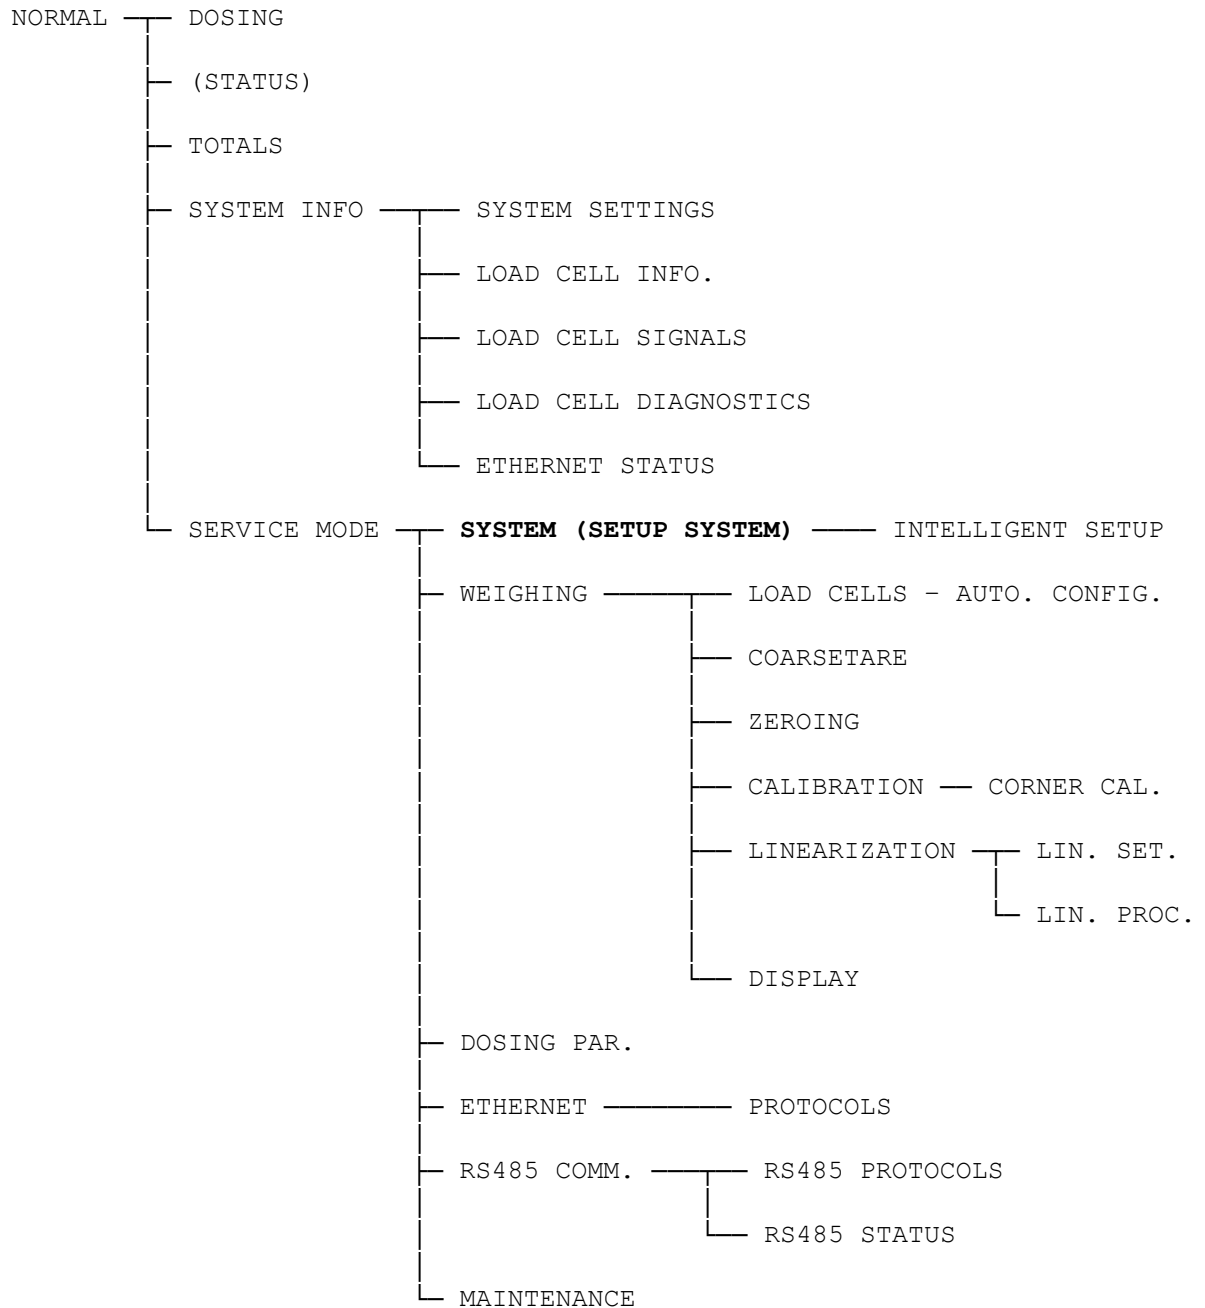 NORMAL DOSING
(STATUS)
TOTALS
SYSTEM INFO SYSTEM SETTINGS
LOAD CELL INFO.
LOAD CELL SIGNALS
LOAD CELL DIAGNOSTICS
ETHERNET STATUS
SERVICE MODE SYSTEM (SETUP SYSTEM) INTELLIGENT SETUP
WEIGHING LOAD CELLS – AUTO. CONFIG.
COARSETARE
ZEROING
CALIBRATION CORNER CAL.
LINEARIZATION LIN. SET.
LIN. PROC.
DISPLAY
DOSING PAR.
ETHERNET PROTOCOLS
RS485 COMM. RS485 PROTOCOLS
RS485 STATUS
MAINTENANCE